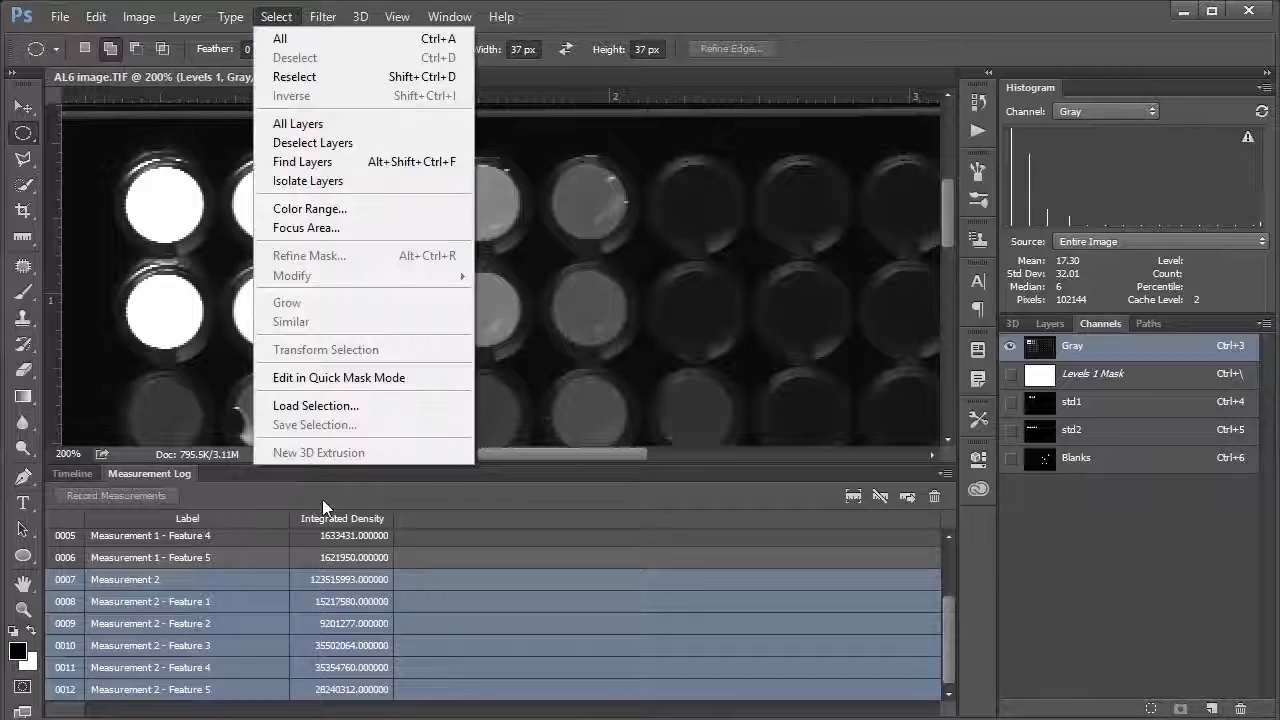 Ps File Edit Image Layer Type Select Filter 3D View Window Help
Feather: 0 Width: 37 px Height: 37 px Refine Edge...
AL6 image.TIF @ 200% (Levels 1, Gray,
2 3
1
All Ctrl+A
Deselect Ctrl+D
Reselect Shift+Ctrl+D
Inverse Shift+Ctrl+I
All Layers
Deselect Layers
Find Layers Alt+Shift+Ctrl+F
Isolate Layers
Color Range...
Focus Area...
Refine Mask... Alt+Ctrl+R
Modify
Grow
Similar
Transform Selection
Edit in Quick Mask Mode
Load Selection...
Save Selection...
New 3D Extrusion
200% Doc: 795.5K/3.11M
Timeline Measurement Log
Record Measurements
Label Integrated Density
0005 Measurement 1 - Feature 4 1633431.000000
0006 Measurement 1 - Feature 5 1621950.000000
0007 Measurement 2 123515993.000000
0008 Measurement 2 - Feature 1 15217580.000000
0009 Measurement 2 - Feature 2 9201277.000000
0010 Measurement 2 - Feature 3 35502064.000000
0011 Measurement 2 - Feature 4 35354760.000000
0012 Measurement 2 - Feature 5 28240312.000000
Histogram
Channel: Gray
Source: Entire Image
Mean: 17.30 Level:
Std Dev: 32.01 Count:
Median: 6 Percentile:
Pixels: 102144 Cache Level: 2
3D Layers Channels Paths
Gray Ctrl+3
Levels 1 Mask Ctrl+\
std1 Ctrl+4
std2 Ctrl+5
Blanks Ctrl+6